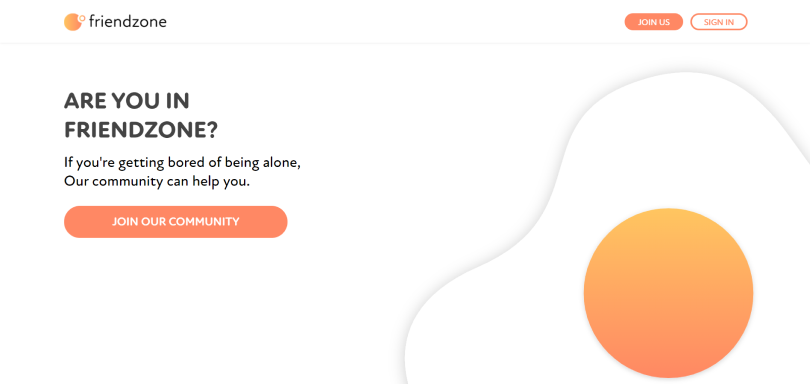 friendzone
JOIN US
SIGN IN
ARE YOU IN
FRIENDZONE?
If you're getting bored of being alone,
Our community can help you.
JOIN OUR COMMUNITY